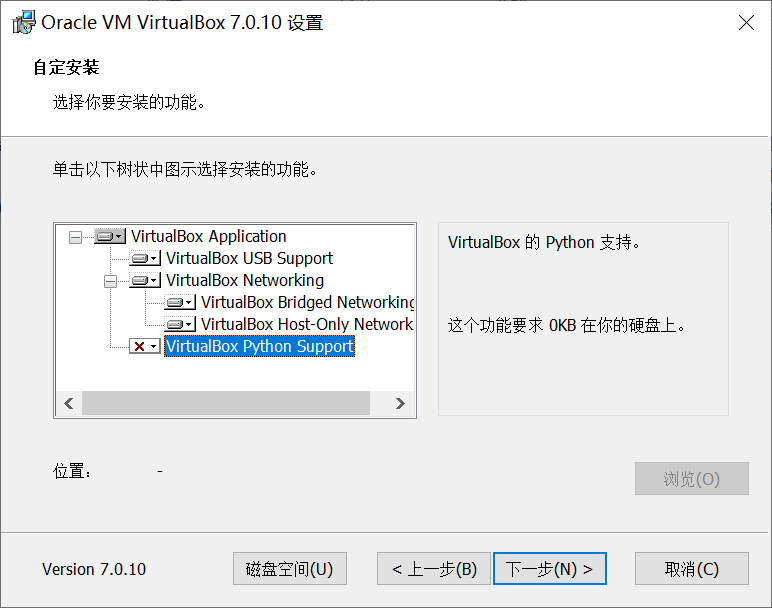 Oracle VM VirtualBox 7.0.10 设置
自定安装
选择你要安装的功能。
单击以下树状中图示选择安装的功能。
VirtualBox Application
VirtualBox USB Support
VirtualBox Networking
VirtualBox Bridged Networking
VirtualBox Host-Only Network
VirtualBox Python Support
VirtualBox 的 Python 支持。
这个功能要求 0KB 在你的硬盘上。
位置： -
浏览(O)
Version 7.0.10
磁盘空间(U)
< 上一步(B)
下一步(N) >
取消(C)